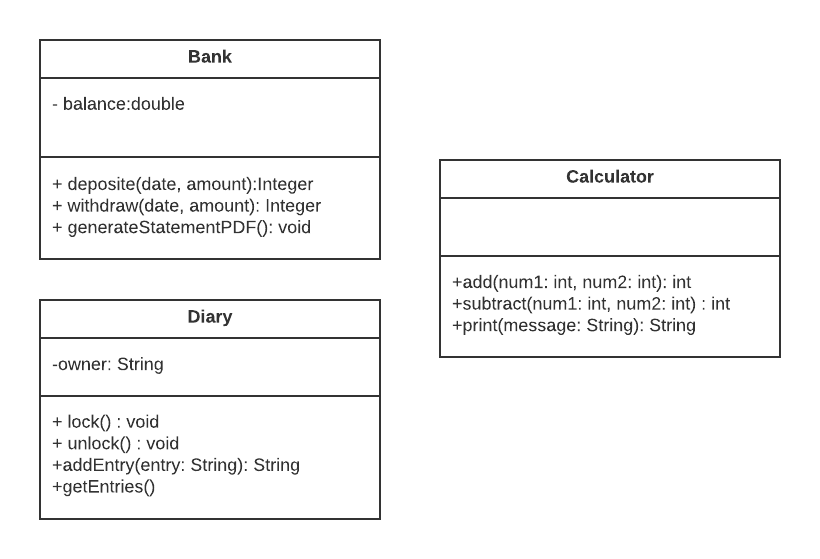 Bank
- balance:double
+ deposite(date, amount):Integer
+ withdraw(date, amount): Integer
+ generateStatementPDF(): void
Diary
-owner: String
+ lock() : void
+ unlock() : void
+addEntry(entry: String): String
+getEntries()
Calculator
+add(num1: int, num2: int): int
+subtract(num1: int, num2: int) : int
+print(message: String): String